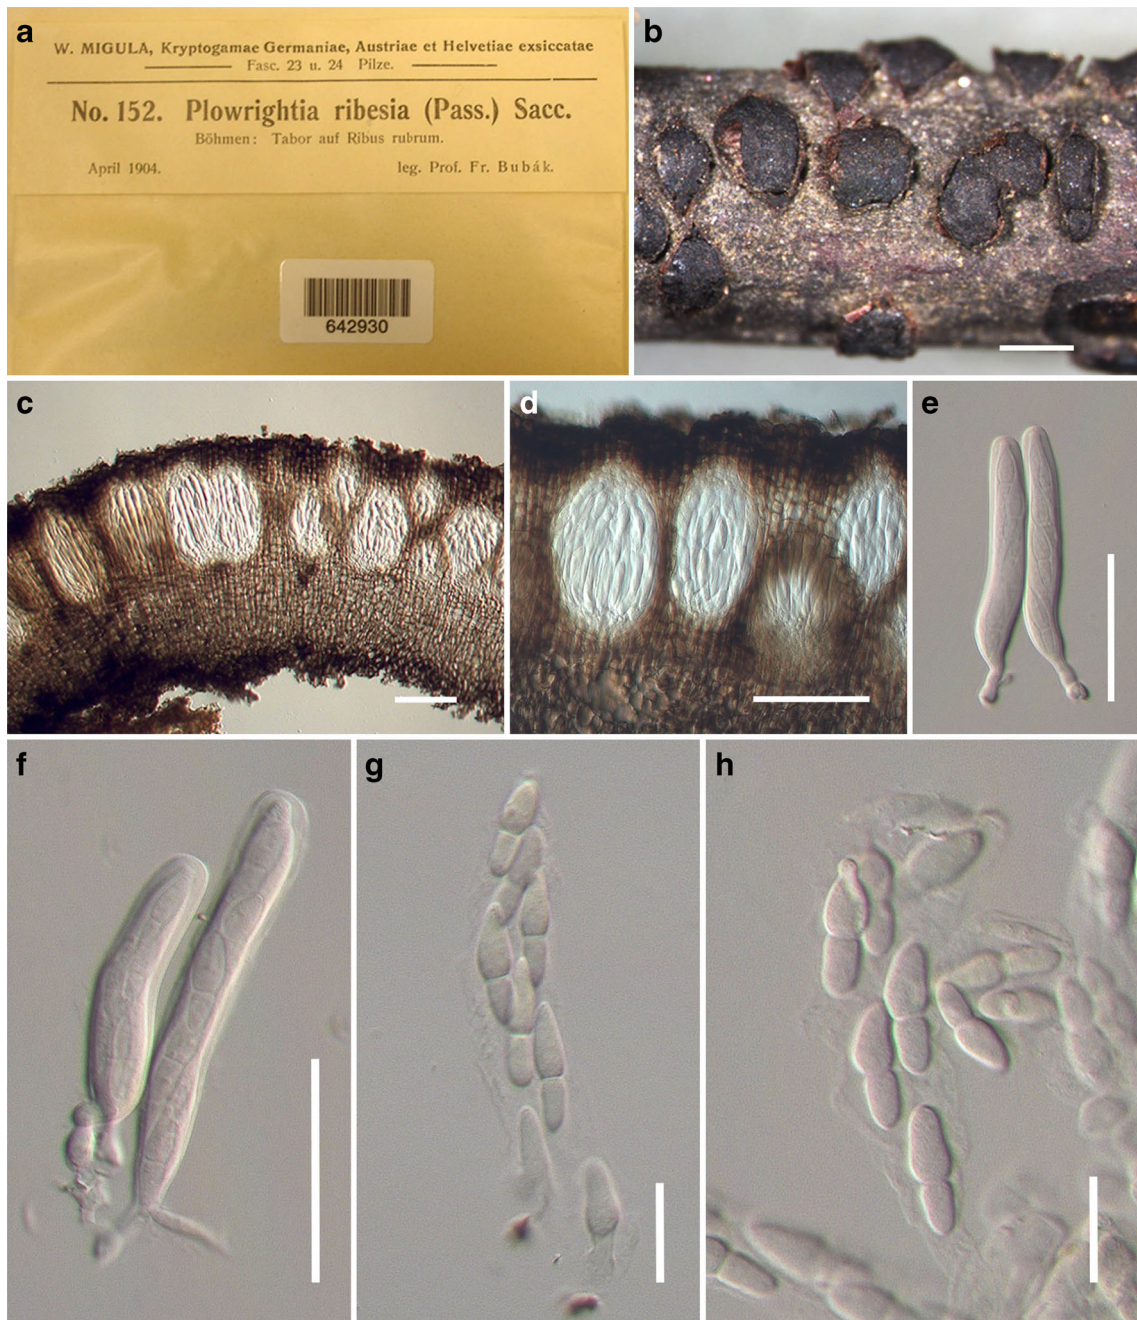 a
W. MIGULA, Kryptogamae Germaniae, Austriae et Helvetiae exsiccatae
Fasc. 23 u. 24 Pilze.
No. 152. Plowrightia ribesia (Pass.) Sacc.
Böhmen: Tabor auf Ribus rubrum.
April 1904. leg. Prof. Fr. Bubák.
642930
b
c
d
e
f
g
h